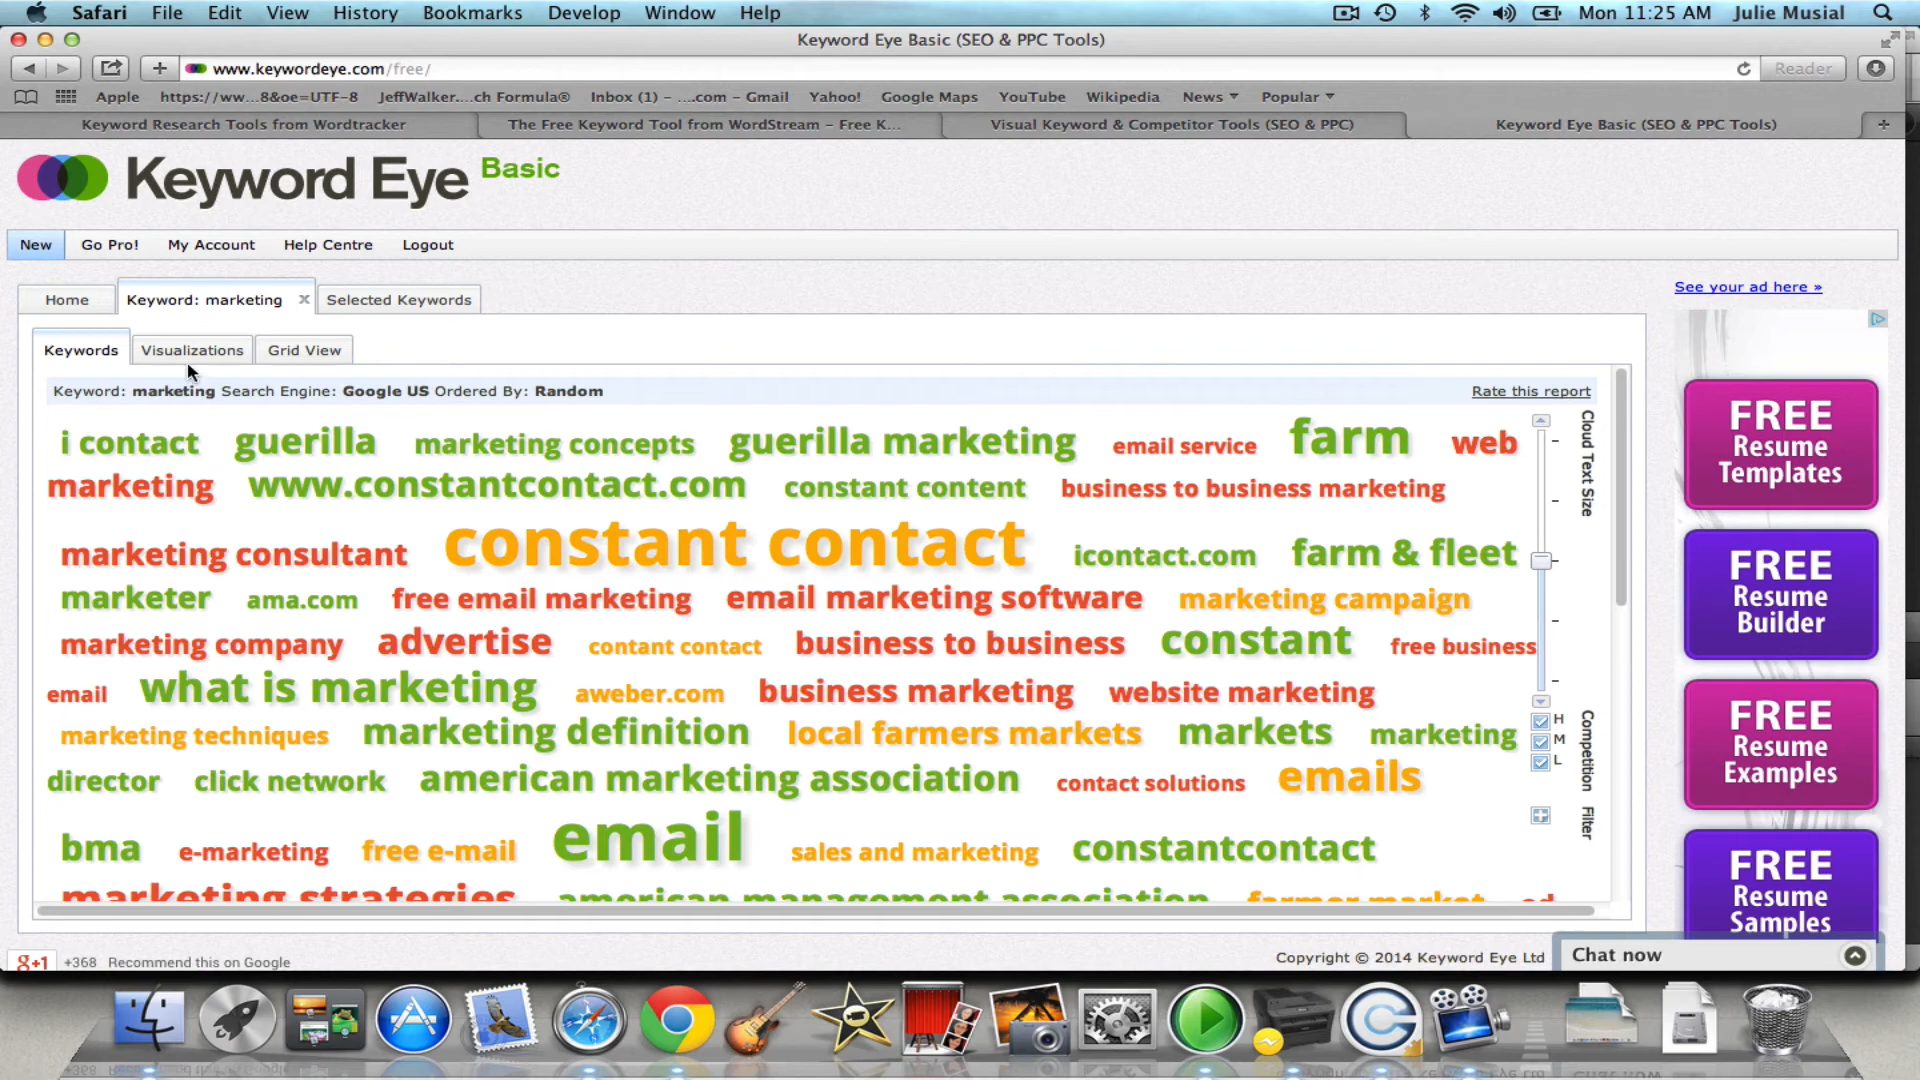 Safari File Edit View History Bookmarks Develop Window Help Mon 11:25 AM Julie Musial
Keyword Eye Basic (SEO & PPC Tools)
www.keywordeye.com/free/ Reader
Apple https://ww...8&oe=UTF-8 JeffWalker....ch Formula® Inbox (1) - ....com - Gmail Yahoo! Google Maps YouTube Wikipedia News Popular
Keyword Research Tools from Wordtracker The Free Keyword Tool from WordStream – Free K... Visual Keyword & Competitor Tools (SEO & PPC) Keyword Eye Basic (SEO & PPC Tools)
Keyword Eye Basic
New Go Pro! My Account Help Centre Logout
Home Keyword: marketing Selected Keywords
See your ad here »
Keywords Visualizations Grid View
Keyword: marketing Search Engine: Google US Ordered By: Random Rate this report
i contact guerilla marketing concepts guerilla marketing email service farm web
marketing www.constantcontact.com constant content business to business marketing
marketing consultant constant contact icontact.com farm & fleet
marketer ama.com free email marketing email marketing software marketing campaign
marketing company advertise contant contact business to business constant free business
email what is marketing aweber.com business marketing website marketing
marketing techniques marketing definition local farmers markets markets marketing
director click network american marketing association contact solutions emails
bma e-marketing free e-mail email sales and marketing constantcontact
marketing strategies american management association farmer market
Cloud Text Size
H
M
L
Competition
Filter
FREE
Resume
Templates
FREE
Resume
Builder
FREE
Resume
Examples
FREE
Resume
Samples
g+1 +368 Recommend this on Google
Copyright © 2014 Keyword Eye Ltd
Chat now